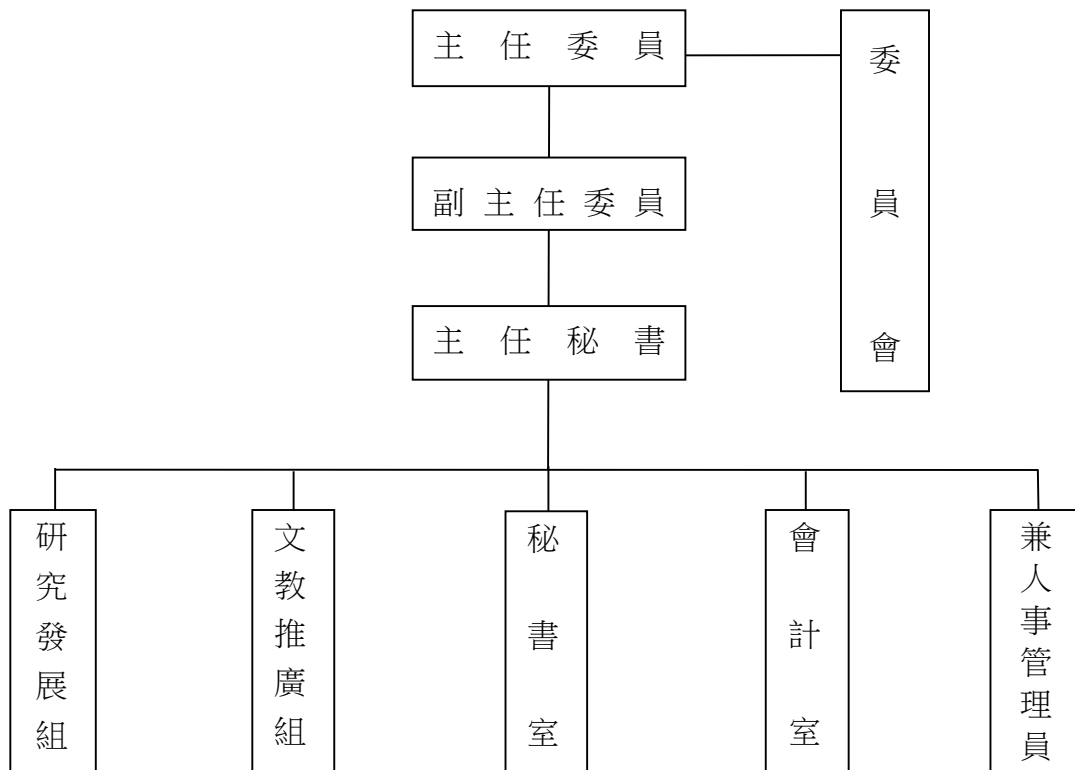 主任委員
委員會
副主任委員
主任秘書
研究發展組
文教推廣組
秘書室
會計室
兼人事管理員